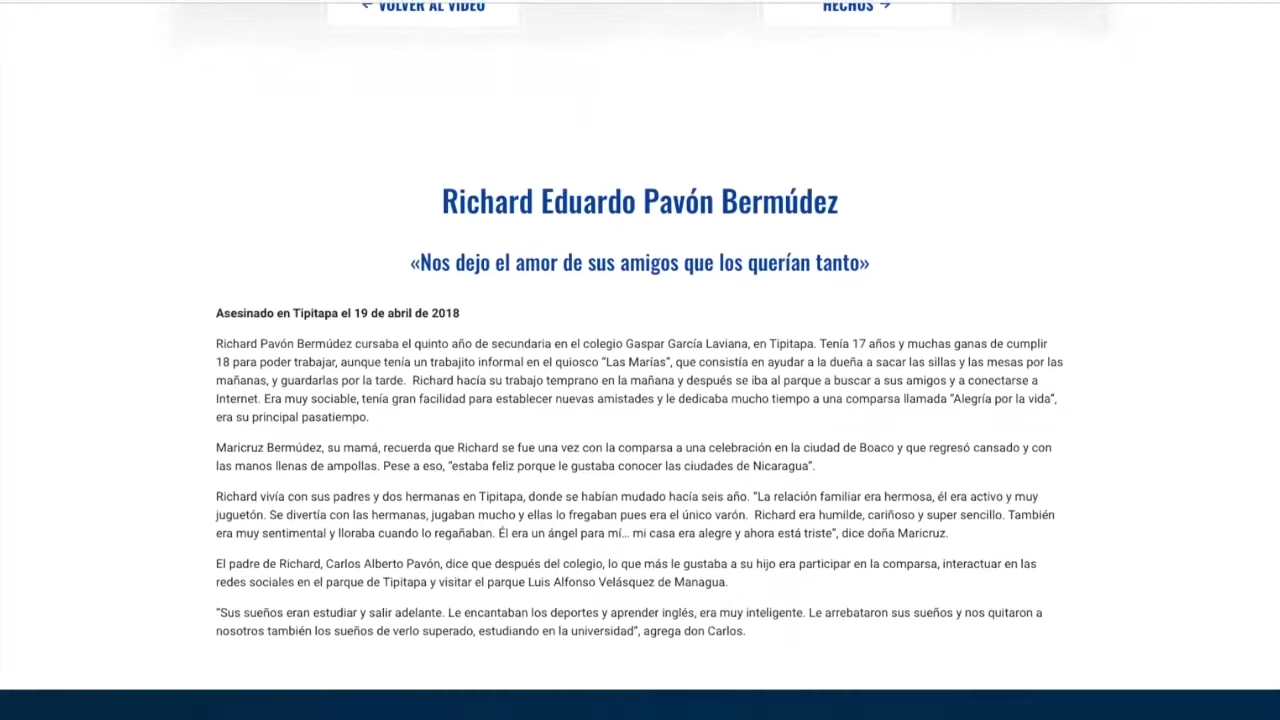 ← VOLVER AL VIDEO
HECHOS →
Richard Eduardo Pavón Bermúdez
«Nos dejo el amor de sus amigos que los querían tanto»
Asesinado en Tipitapa el 19 de abril de 2018
Richard Pavón Bermúdez cursaba el quinto año de secundaria en el colegio Gaspar García Laviana, en Tipitapa. Tenía 17 años y muchas ganas de cumplir
18 para poder trabajar, aunque tenía un trabajito informal en el quiosco “Las Marías”, que consistía en ayudar a la dueña a sacar las sillas y las mesas por las
mañanas, y guardarlas por la tarde.  Richard hacía su trabajo temprano en la mañana y después se iba al parque a buscar a sus amigos y a conectarse a
Internet. Era muy sociable, tenía gran facilidad para establecer nuevas amistades y le dedicaba mucho tiempo a una comparsa llamada “Alegría por la vida”,
era su principal pasatiempo.
Maricruz Bermúdez, su mamá, recuerda que Richard se fue una vez con la comparsa a una celebración en la ciudad de Boaco y que regresó cansado y con
las manos llenas de ampollas. Pese a eso, “estaba feliz porque le gustaba conocer las ciudades de Nicaragua”.
Richard vivía con sus padres y dos hermanas en Tipitapa, donde se habían mudado hacía seis año. “La relación familiar era hermosa, él era activo y muy
juguetón. Se divertía con las hermanas, jugaban mucho y ellas lo fregaban pues era el único varón.  Richard era humilde, cariñoso y super sencillo. También
era muy sentimental y lloraba cuando lo regañaban. Él era un ángel para mí… mi casa era alegre y ahora está triste”, dice doña Maricruz.
El padre de Richard, Carlos Alberto Pavón, dice que después del colegio, lo que más le gustaba a su hijo era participar en la comparsa, interactuar en las
redes sociales en el parque de Tipitapa y visitar el parque Luis Alfonso Velásquez de Managua.
“Sus sueños eran estudiar y salir adelante. Le encantaban los deportes y aprender inglés, era muy inteligente. Le arrebataron sus sueños y nos quitaron a
nosotros también los sueños de verlo superado, estudiando en la universidad”, agrega don Carlos.